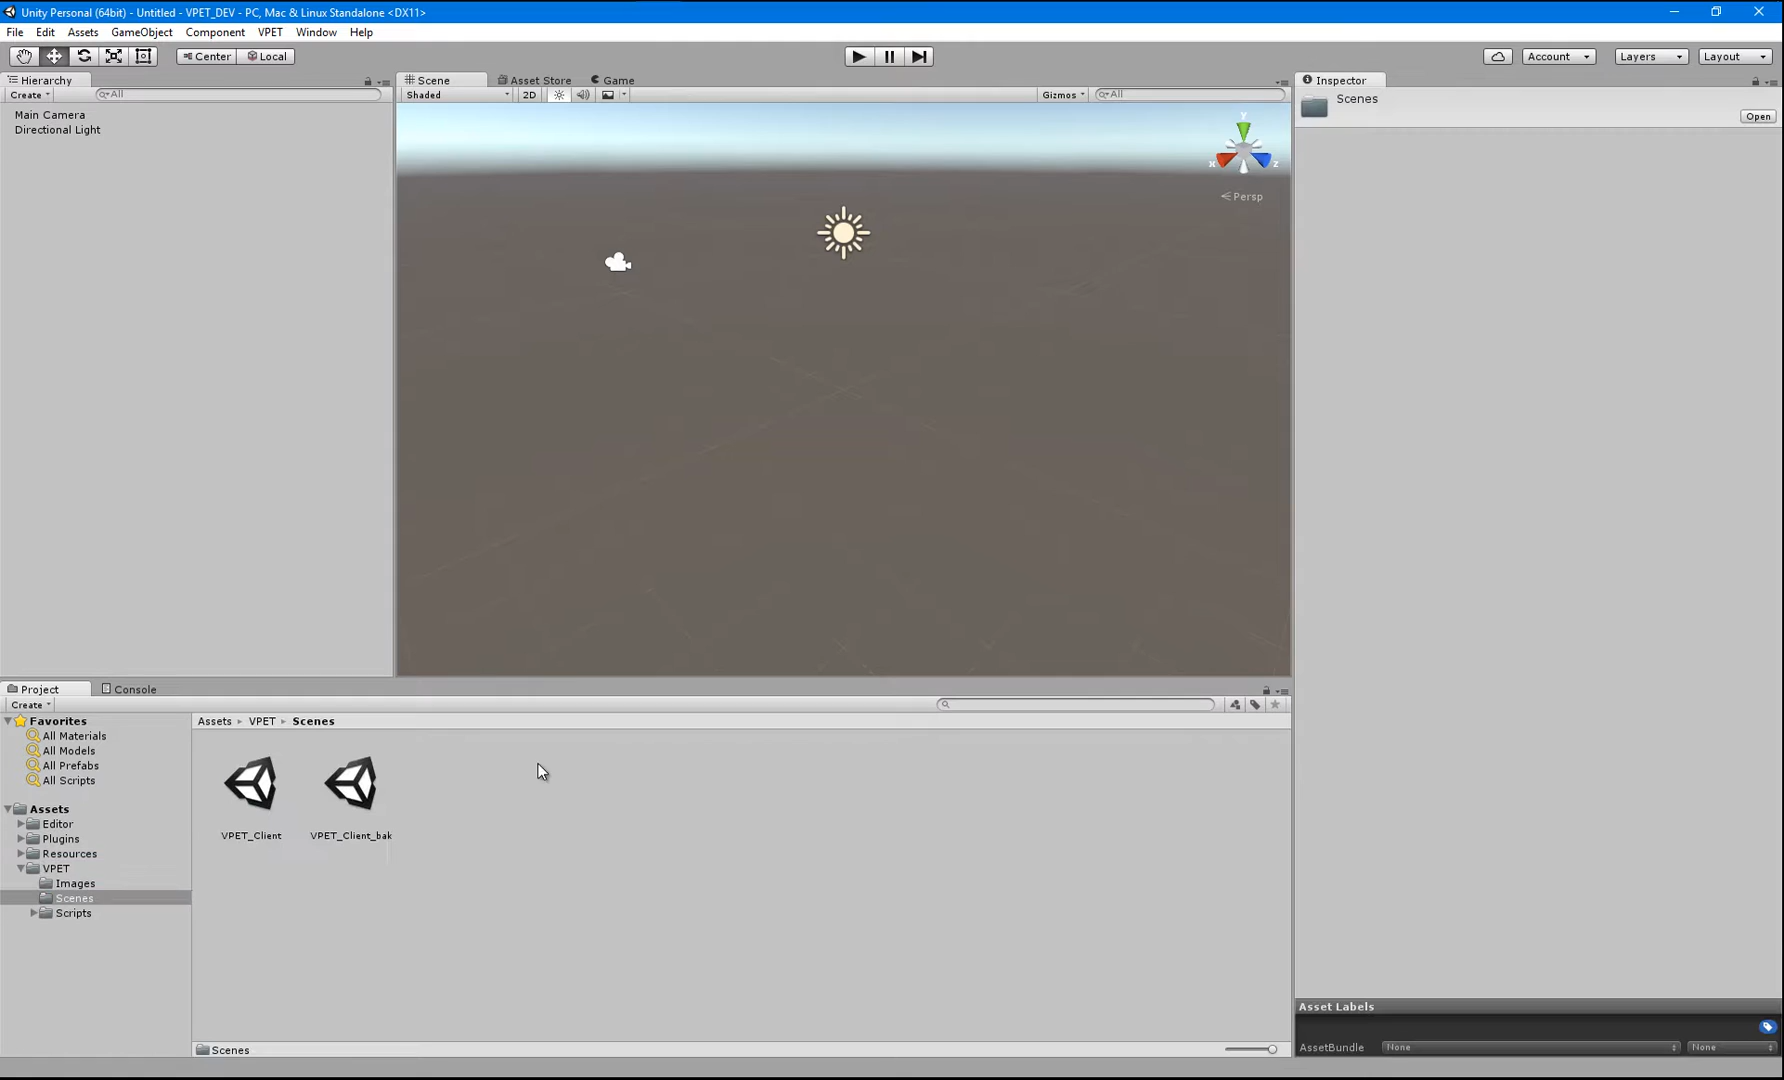 Unity Personal (64bit) - Untitled - VPET_DEV - PC, Mac & Linux Standalone <DX11>
File Edit Assets GameObject Component VPET Window Help
Center Local Account Layers Layout
Hierarchy
Create All
Main Camera
Directional Light
Scene Asset Store Game
Shaded 2D Gizmos All
y
x z
Persp
Inspector
Scenes
Open
Project Console
Create
Favorites
All Materials
All Models
All Prefabs
All Scripts
Assets
Editor
Plugins
Resources
VPET
Images
Scenes
Scripts
Assets VPET Scenes
VPET_Client VPET_Client_bak
Scenes
Asset Labels
AssetBundle None None